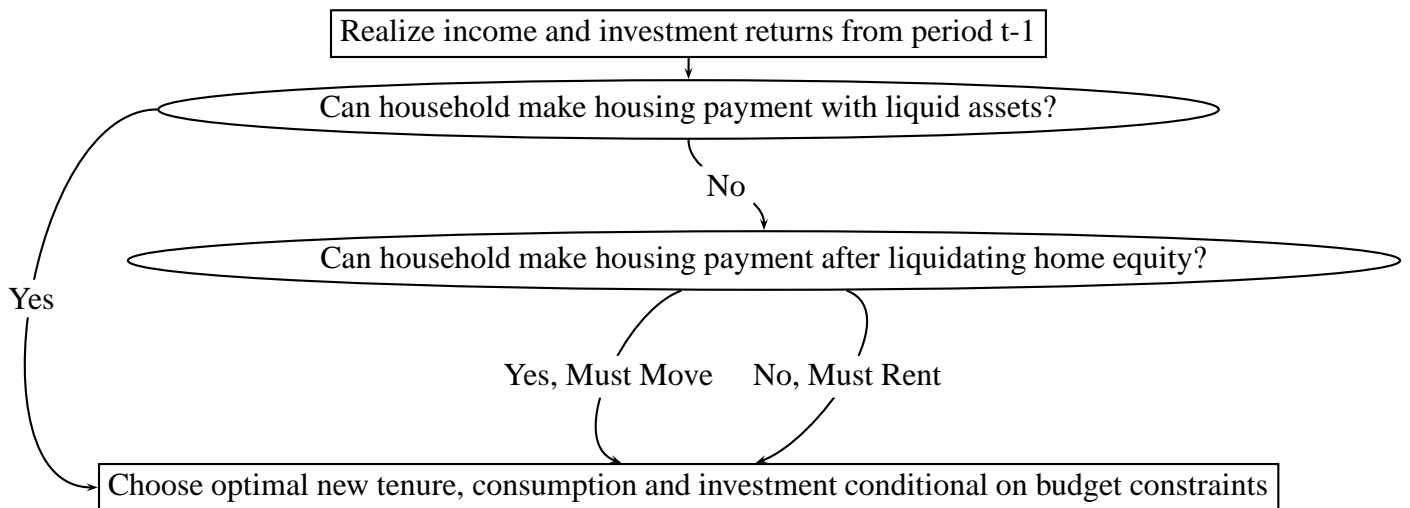 Realize income and investment returns from period t-1
Can household make housing payment with liquid assets?
No
Can household make housing payment after liquidating home equity?
Yes
Yes, Must Move
No, Must Rent
Choose optimal new tenure, consumption and investment conditional on budget constraints